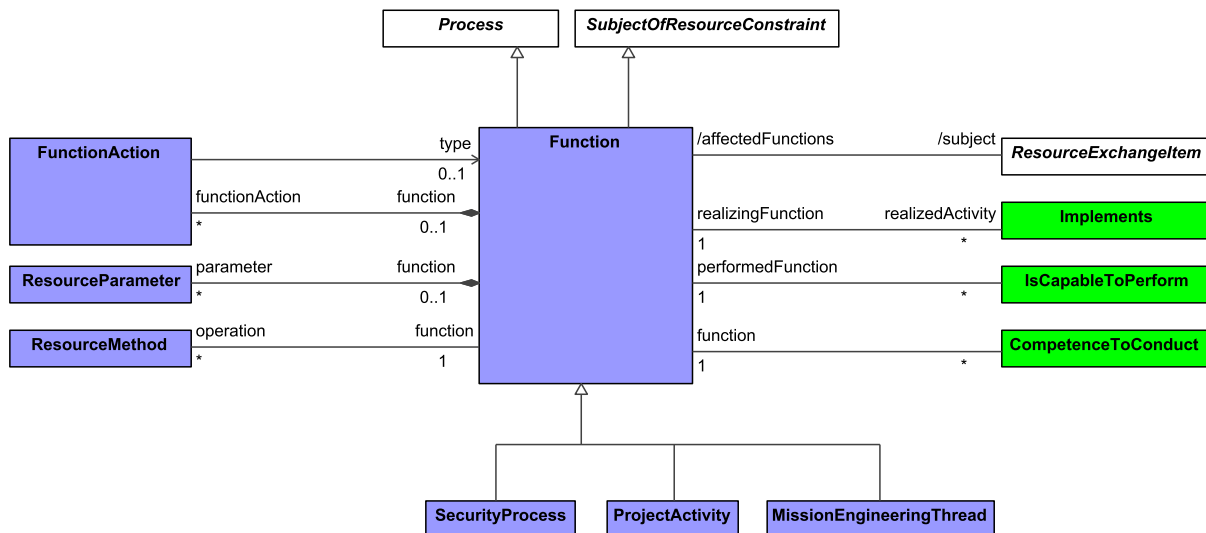 Process
SubjectOfResourceConstraint
FunctionAction
type
0..1
Function
/affectedFunctions
/subject
ResourceExchangeItem
functionAction
function
*
0..1
realizingFunction
realizedActivity
1
*
Implements
ResourceParameter
parameter
function
*
0..1
performedFunction
1
*
IsCapableToPerform
ResourceMethod
operation
function
*
1
function
1
*
CompetenceToConduct
SecurityProcess
ProjectActivity
MissionEngineeringThread